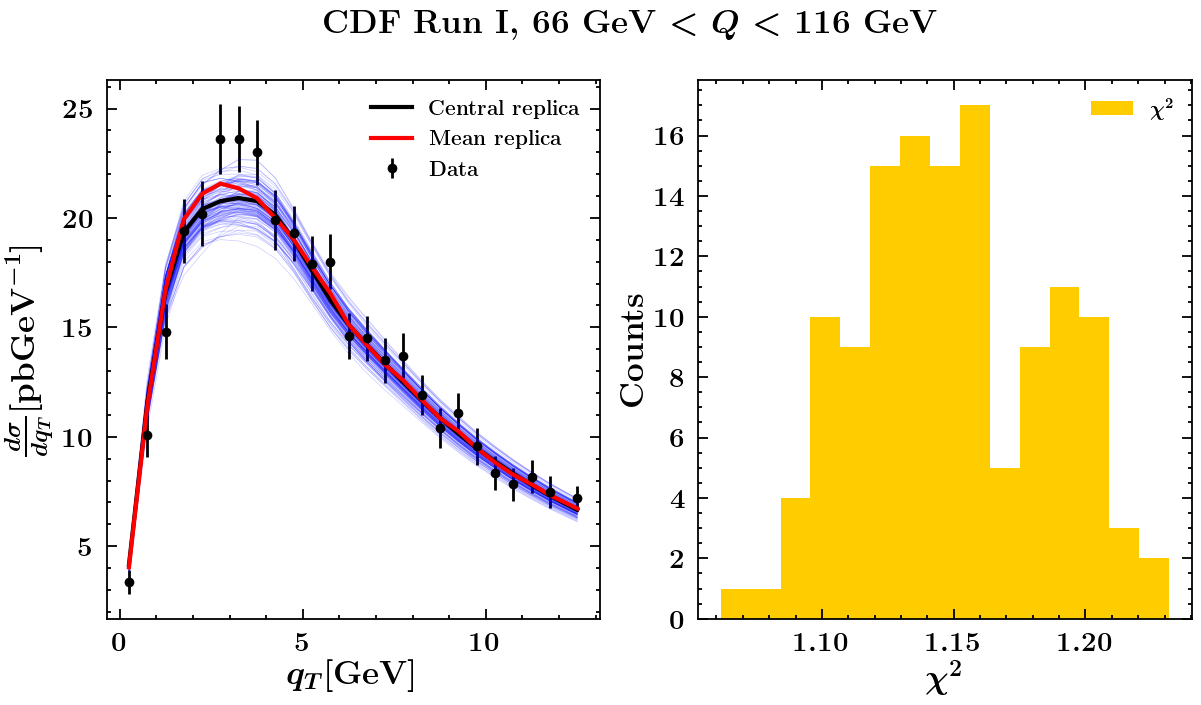 CDF Run I, 66 GeV < Q < 116 GeV
Central replica
Mean replica
Data
25
20
15
10
5
0
5
10
dσ/dq_T [pbGeV⁻¹]
q_T[GeV]
χ²
16
14
12
10
8
6
4
2
0
1.10
1.15
1.20
Counts
χ²